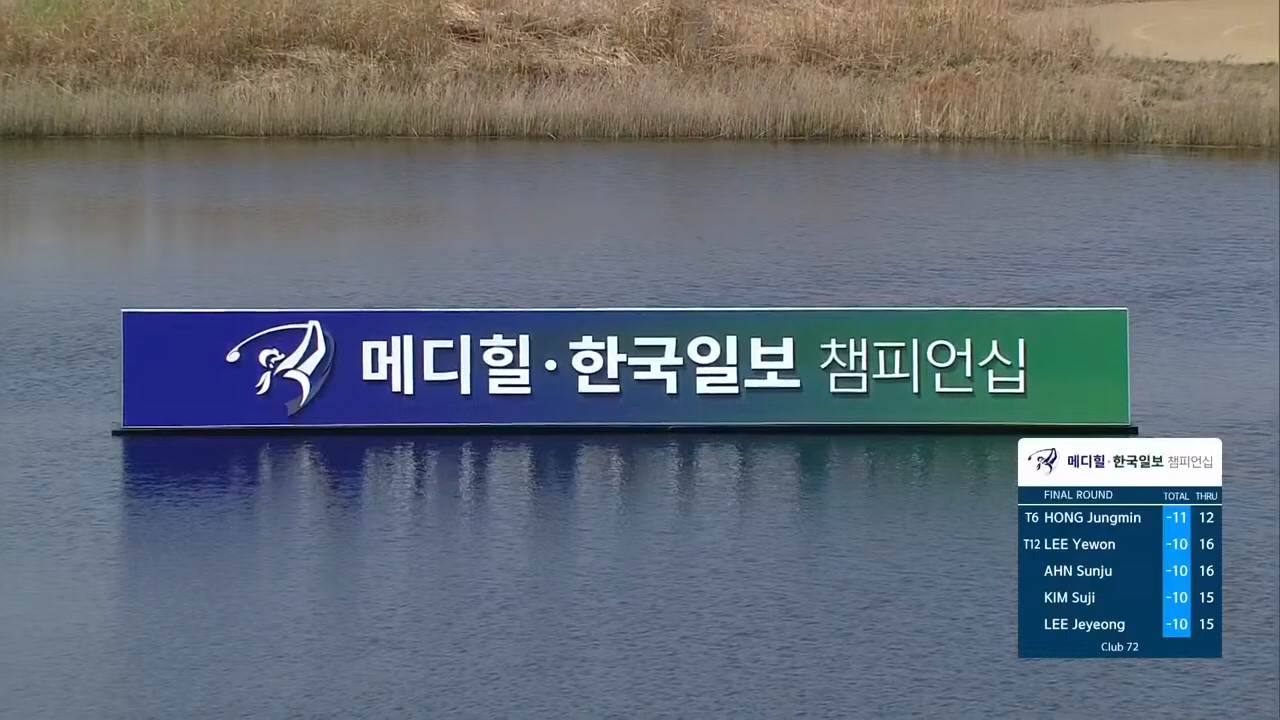 메디힐·한국일보 챔피언십
메디힐·한국일보 챔피언십
FINAL ROUND TOTAL THRU
T6 HONG Jungmin -11 12
T12 LEE Yewon -10 16
AHN Sunju -10 16
KIM Suji -10 15
LEE Jeyeong -10 15
Club 72